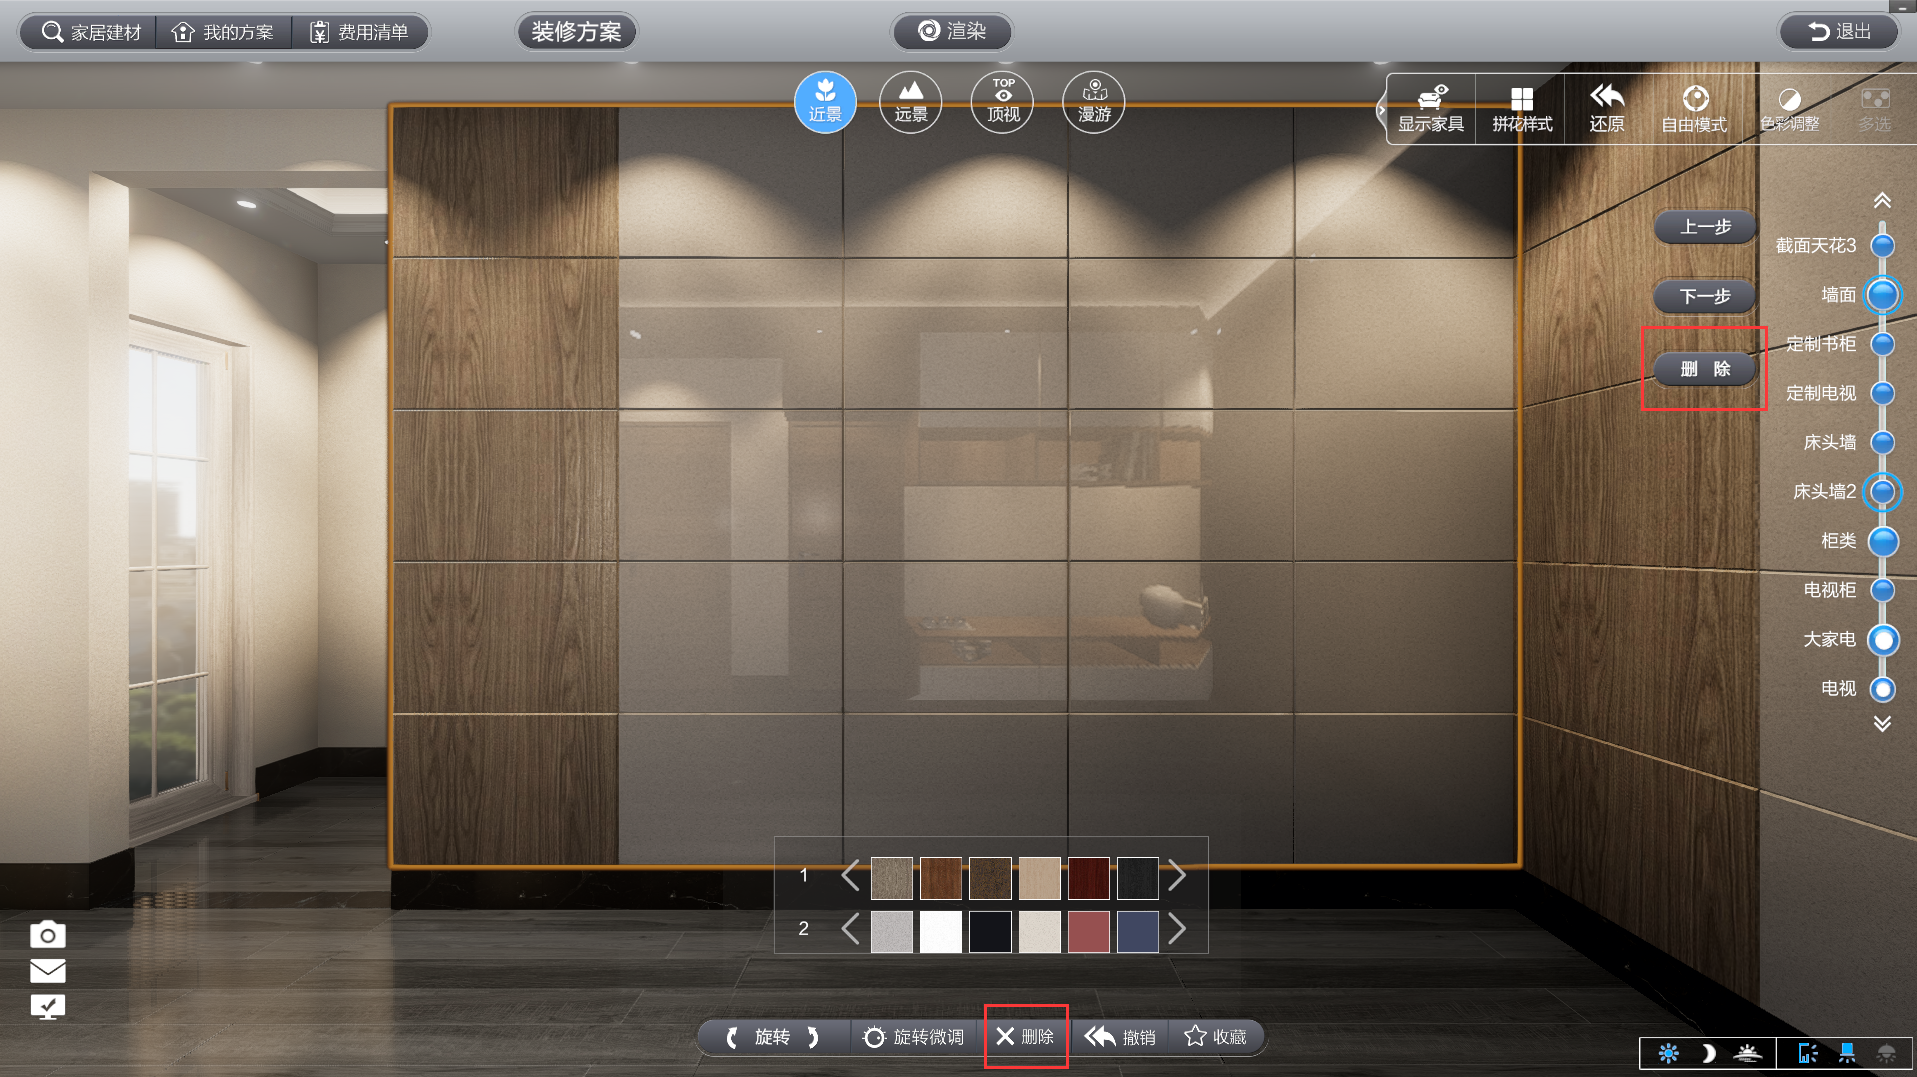 家居建材
我的方案
费用清单
装修方案
渲染
退出
近景
远景
TOP
顶视
漫游
显示家具
拼花样式
还原
自由模式
色彩调整
多选
上一步
下一步
删 除
截面天花3
墙面
定制书柜
定制电视
床头墙
床头墙2
柜类
电视柜
大家电
电视
1
2
旋转
旋转微调
删除
撤销
收藏